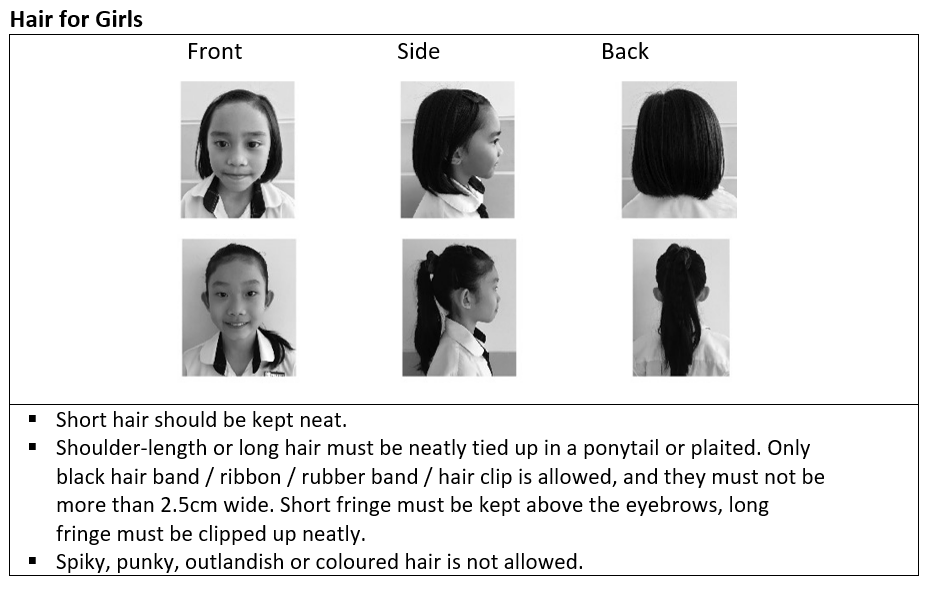 Hair for Girls
Front Side Back
▪ Short hair should be kept neat.
▪ Shoulder-length or long hair must be neatly tied up in a ponytail or plaited. Only
black hair band / ribbon / rubber band / hair clip is allowed, and they must not be
more than 2.5cm wide. Short fringe must be kept above the eyebrows, long
fringe must be clipped up neatly.
▪ Spiky, punky, outlandish or coloured hair is not allowed.